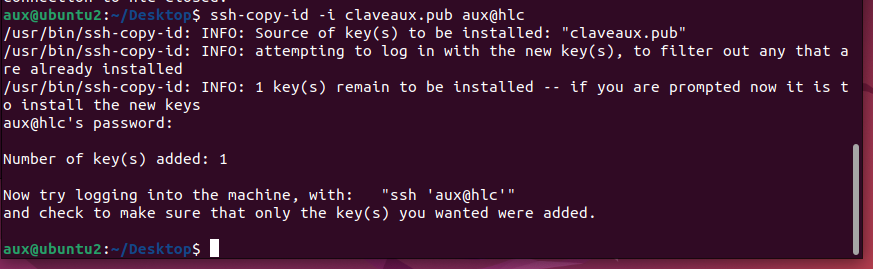 connection to hlc closed.
aux@ubuntu2:~/Desktop$ ssh-copy-id -i claveaux.pub aux@hlc
/usr/bin/ssh-copy-id: INFO: Source of key(s) to be installed: "claveaux.pub"
/usr/bin/ssh-copy-id: INFO: attempting to log in with the new key(s), to filter out any that a
re already installed
/usr/bin/ssh-copy-id: INFO: 1 key(s) remain to be installed -- if you are prompted now it is t
o install the new keys
aux@hlc's password:
Number of key(s) added: 1
Now try logging into the machine, with:   "ssh 'aux@hlc'"
and check to make sure that only the key(s) you wanted were added.
aux@ubuntu2:~/Desktop$